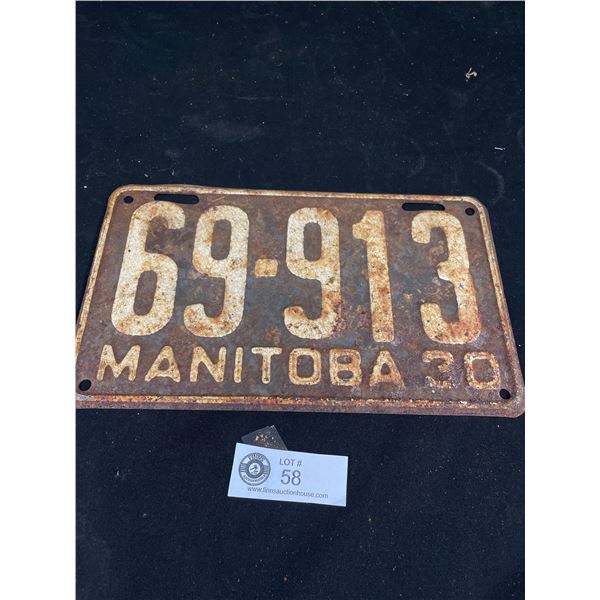 69-913
MANITOBA 30
LOT #
58
www.finnsauctionhouse.com